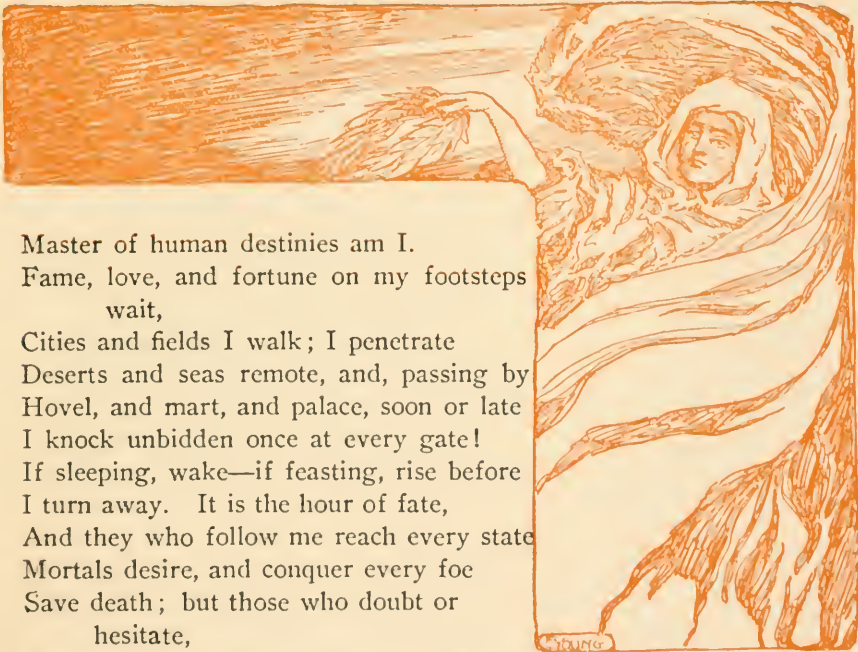 Master of human destinies am I.
Fame, love, and fortune on my footsteps
wait,
Cities and fields I walk; I penetrate
Deserts and seas remote, and, passing by
Hovel, and mart, and palace, soon or late
I knock unbidden once at every gate!
If sleeping, wake—if feasting, rise before
I turn away. It is the hour of fate,
And they who follow me reach every state
Mortals desire, and conquer every foe
Save death; but those who doubt or
hesitate,
YOUNG